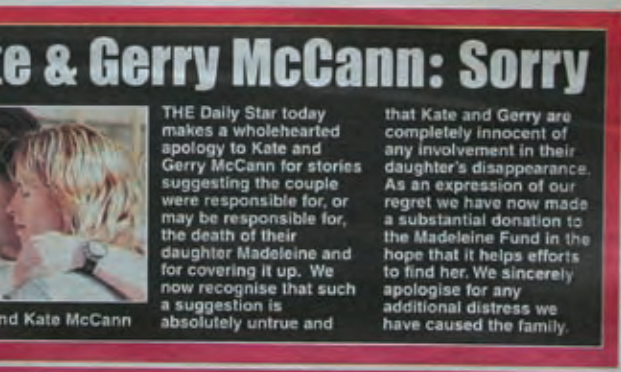 te & Gerry McCann: Sorry
THE Daily Star today
makes a wholehearted
apology to Kate and
Gerry McCann for stories
suggesting the couple
were responsible for, or
may be responsible for,
the death of their
daughter Madeleine and
for covering it up. We
now recognise that such
a suggestion is
absolutely untrue and
that Kate and Gerry are
completely innocent of
any involvement in their
daughter's disappearance.
As an expression of our
regret we have now made
a substantial donation to
the Madeleine Fund in the
hope that it helps efforts
to find her. We sincerely
apologise for any
additional distress we
have caused the family.
nd Kate McCann